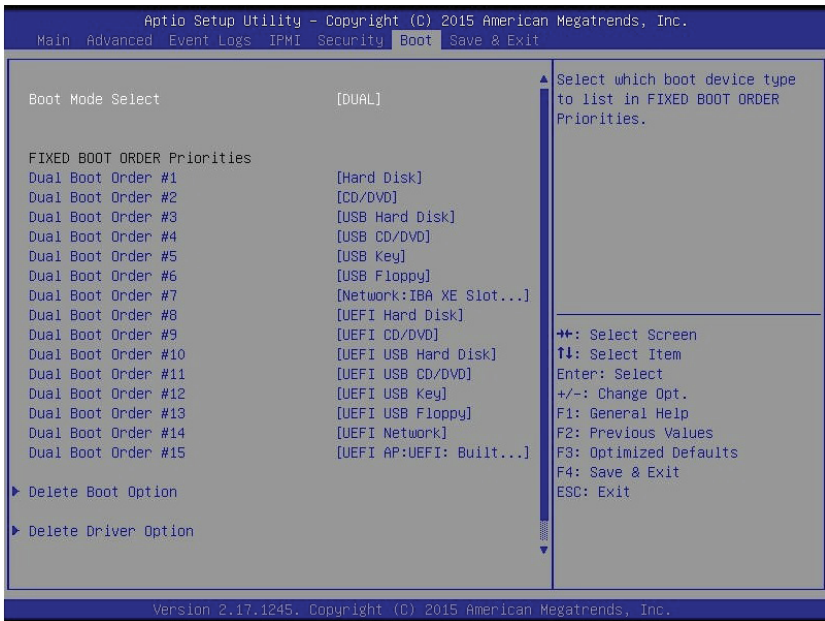 Aptio Setup Utility – Copyright (C) 2015 American Megatrends, Inc.
Main Advanced Event Logs IPMI Security Boot Save & Exit
Boot Mode Select [DUAL]
FIXED BOOT ORDER Priorities
Dual Boot Order #1 [Hard Disk]
Dual Boot Order #2 [CD/DVD]
Dual Boot Order #3 [USB Hard Disk]
Dual Boot Order #4 [USB CD/DVD]
Dual Boot Order #5 [USB Key]
Dual Boot Order #6 [USB Floppy]
Dual Boot Order #7 [Network:IBA XE Slot...]
Dual Boot Order #8 [UEFI Hard Disk]
Dual Boot Order #9 [UEFI CD/DVD]
Dual Boot Order #10 [UEFI USB Hard Disk]
Dual Boot Order #11 [UEFI USB CD/DVD]
Dual Boot Order #12 [UEFI USB Key]
Dual Boot Order #13 [UEFI USB Floppy]
Dual Boot Order #14 [UEFI Network]
Dual Boot Order #15 [UEFI AP:UEFI: Built...]
Delete Boot Option
Delete Driver Option
Select which boot device type
to list in FIXED BOOT ORDER
Priorities.
→←: Select Screen
↑↓: Select Item
Enter: Select
+/-: Change Opt.
F1: General Help
F2: Previous Values
F3: Optimized Defaults
F4: Save & Exit
ESC: Exit
Version 2.17.1245. Copyright (C) 2015 American Megatrends, Inc.